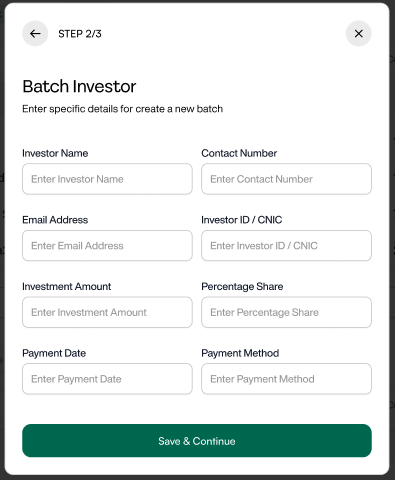 STEP 2/3
Batch Investor
Enter specific details for create a new batch
Investor Name
Contact Number
Enter Investor Name
Enter Contact Number
Email Address
Investor ID / CNIC
Enter Email Address
Enter Investor ID / CNIC
Investment Amount
Percentage Share
Enter Investment Amount
Enter Percentage Share
Payment Date
Payment Method
Enter Payment Date
Enter Payment Method
Save & Continue